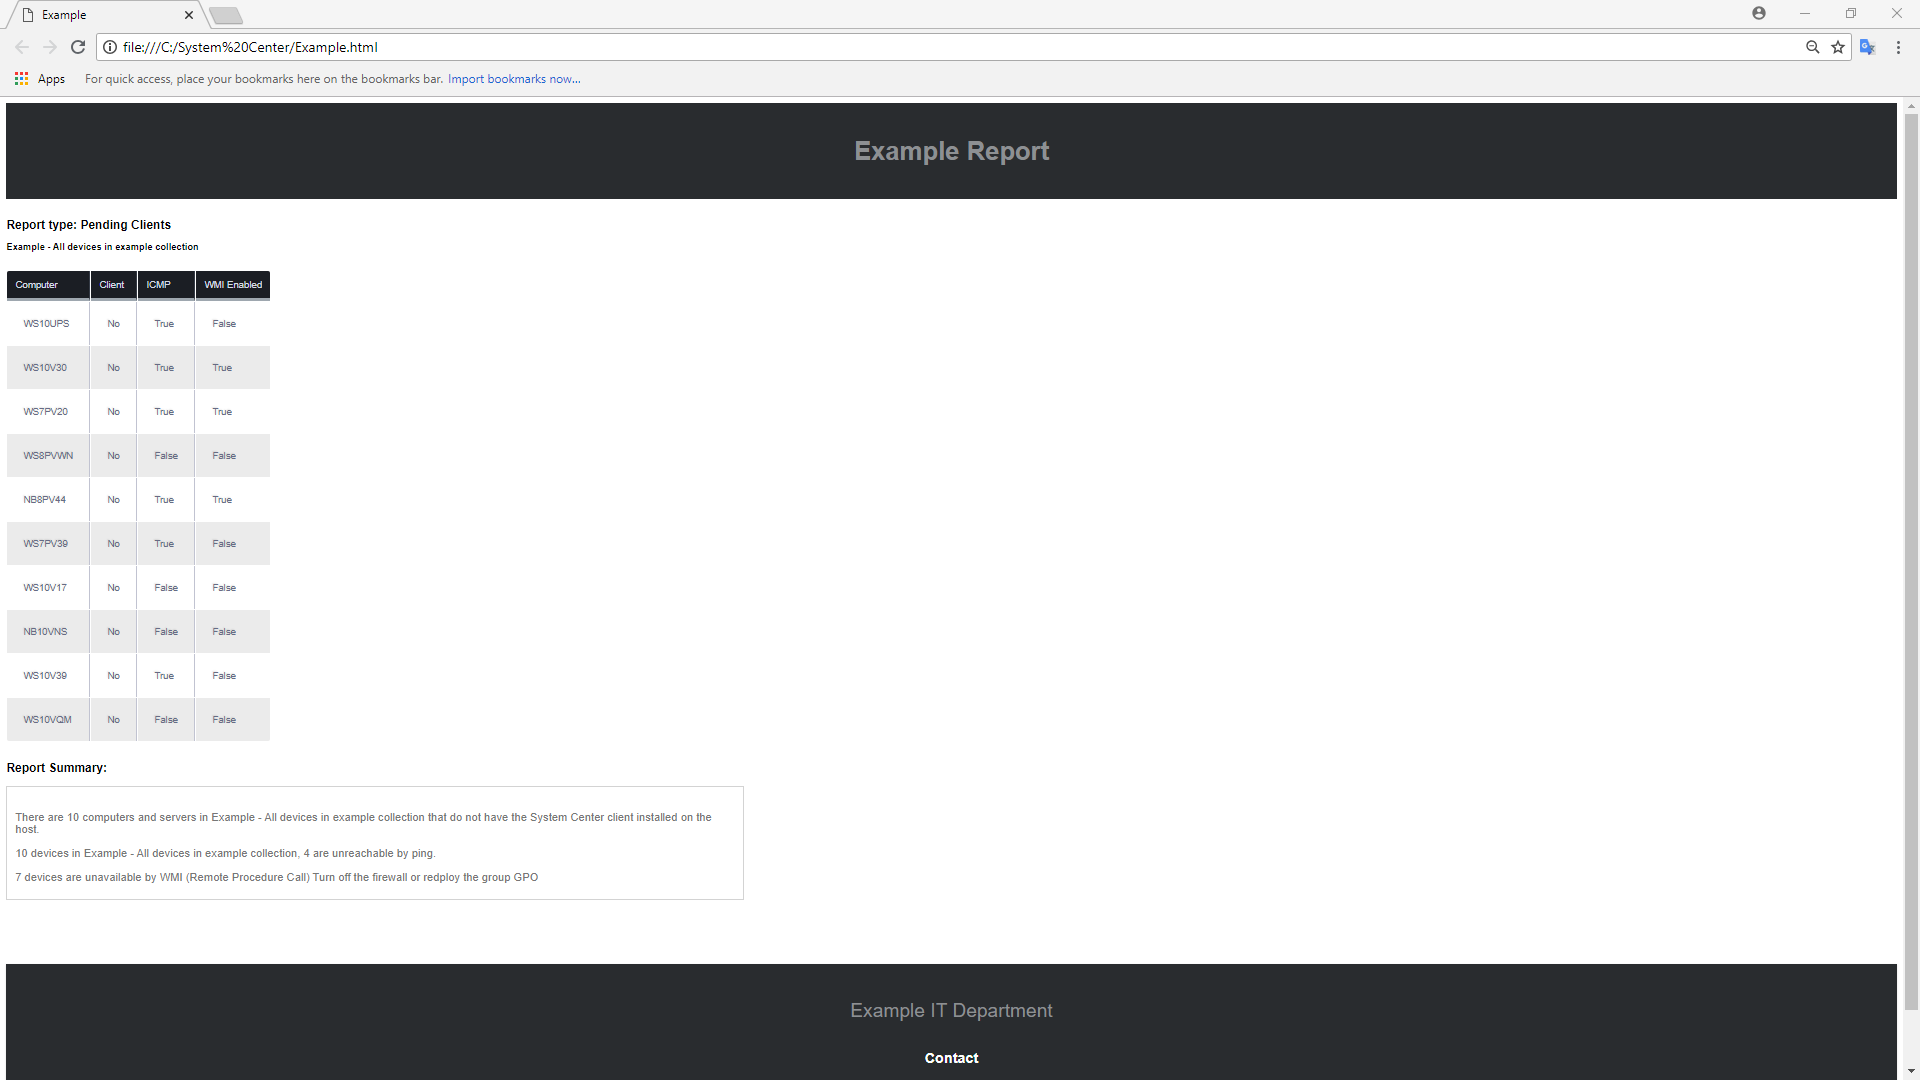 Example
file:///C:/System%20Center/Example.html
Apps For quick access, place your bookmarks here on the bookmarks bar. Import bookmarks now...
Example Report
Report type: Pending Clients
Example - All devices in example collection
Computer Client ICMP WMI Enabled
WS10UPS No True False
WS10V30 No True True
WS7PV20 No True True
WS8PVWN No False False
NB8PV44 No True True
WS7PV39 No True False
WS10V17 No False False
NB10VNS No False False
WS10V39 No True False
WS10VQM No False False
Report Summary:
There are 10 computers and servers in Example - All devices in example collection that do not have the System Center client installed on the
host.
10 devices in Example - All devices in example collection, 4 are unreachable by ping.
7 devices are unavailable by WMI (Remote Procedure Call) Turn off the firewall or redploy the group GPO
Example IT Department
Contact